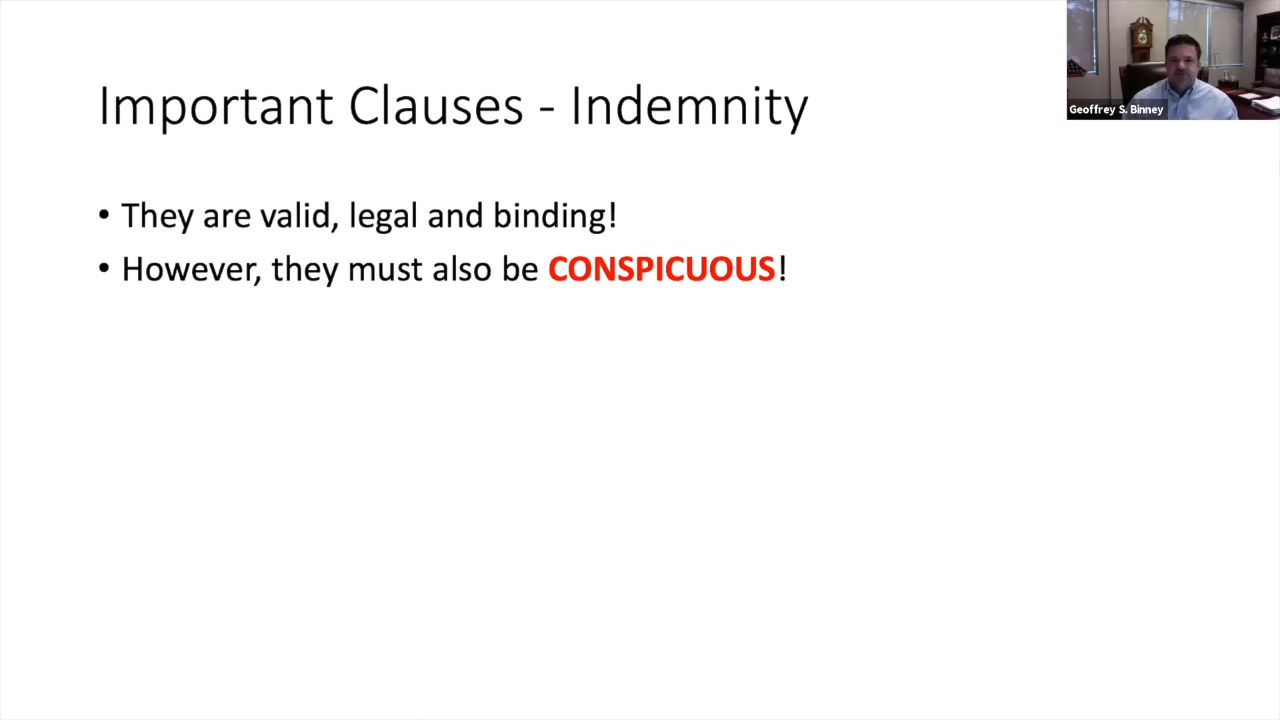 Important Clauses - Indemnity
• They are valid, legal and binding!
• However, they must also be CONSPICUOUS!
Geoffrey S. Binney